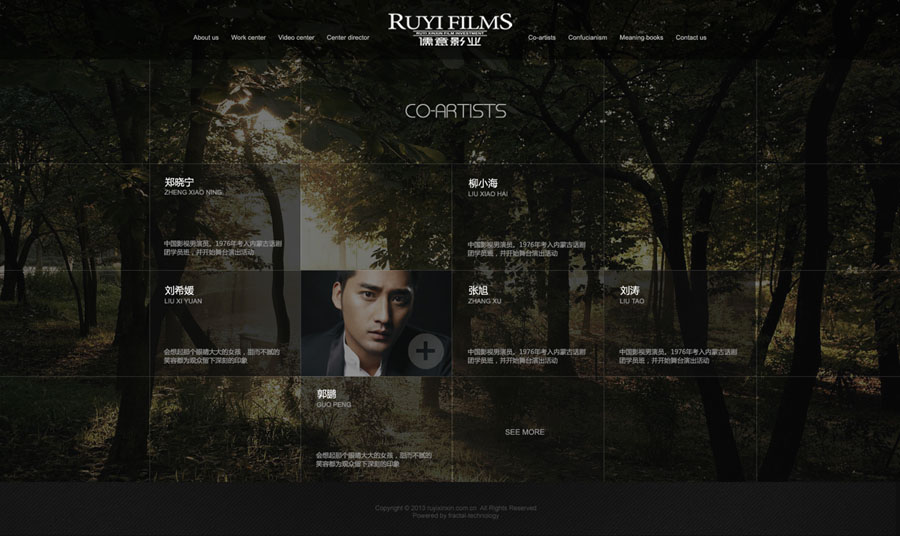 RUYI FILMS
RUYI XINXIN FILM INVESTMENT
儒意影业
About us
Work center
Video center
Center director
Co-artists
Confucianism
Meaning books
Contact us
CO-ARTISTS
郑晓宁
ZHENG XIAO NING
中国影视男演员。1976年考入内蒙古话剧
团学员班，并开始舞台演出活动
柳小海
LIU XIAO HAI
中国影视男演员。1976年考入内蒙古话剧
团学员班，并开始舞台演出活动
刘希媛
LIU XI YUAN
会想起那个眼睛大大的女孩，甜而不腻的
笑容都为观众留下深刻的印象
张旭
ZHANG XU
中国影视男演员。1976年考入内蒙古话剧
团学员班，并开始舞台演出活动
刘涛
LIU TAO
中国影视男演员。1976年考入内蒙古话剧
团学员班，并开始舞台演出活动
郭鹏
GUO PENG
会想起那个眼睛大大的女孩，甜而不腻的
笑容都为观众留下深刻的印象
SEE MORE
Copyright © 2013 ruyixinxin.com.cn All Rights Reserved
Powered by fractal-technology